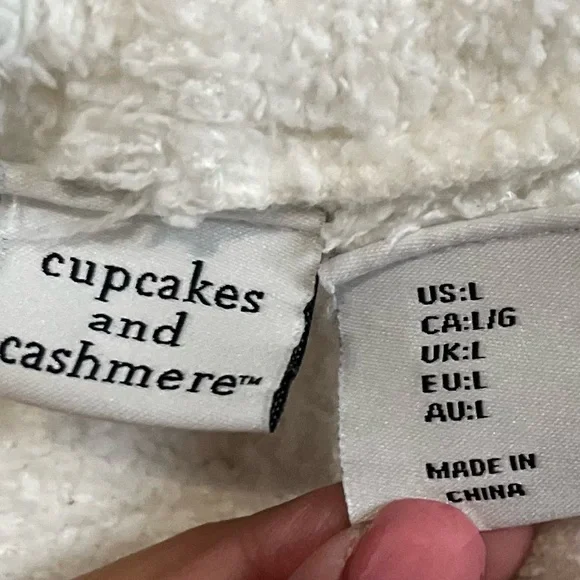 cupcakes
and
cashmere™
US:L
CA:L/G
UK:L
EU:L
AU:L
MADE IN
CHINA